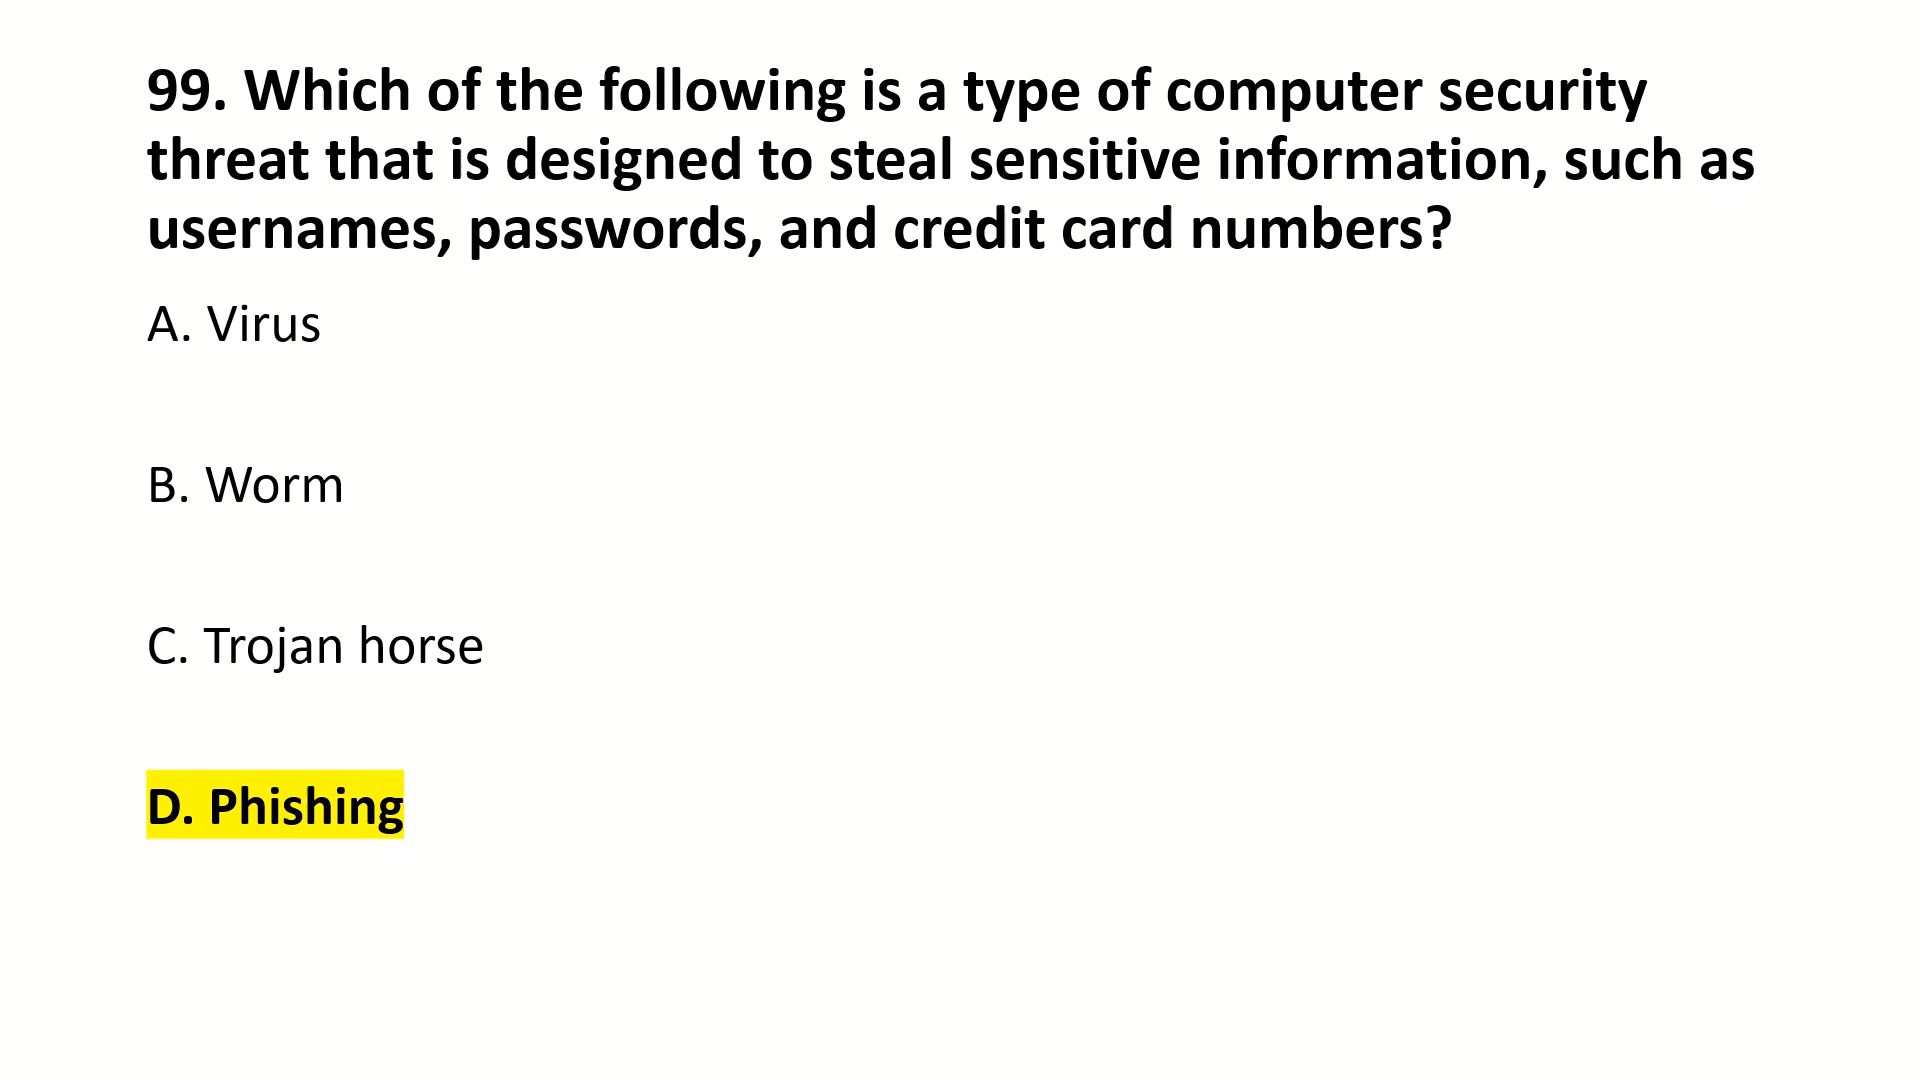 99. Which of the following is a type of computer security
threat that is designed to steal sensitive information, such as
usernames, passwords, and credit card numbers?
A. Virus
B. Worm
C. Trojan horse
D. Phishing